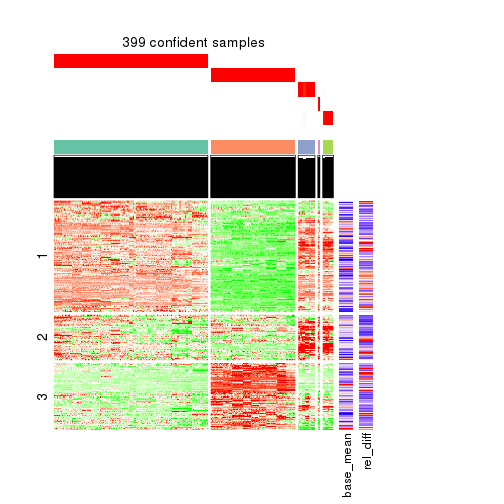 399 confident samples
1
2
3
base_mean
rel_diff